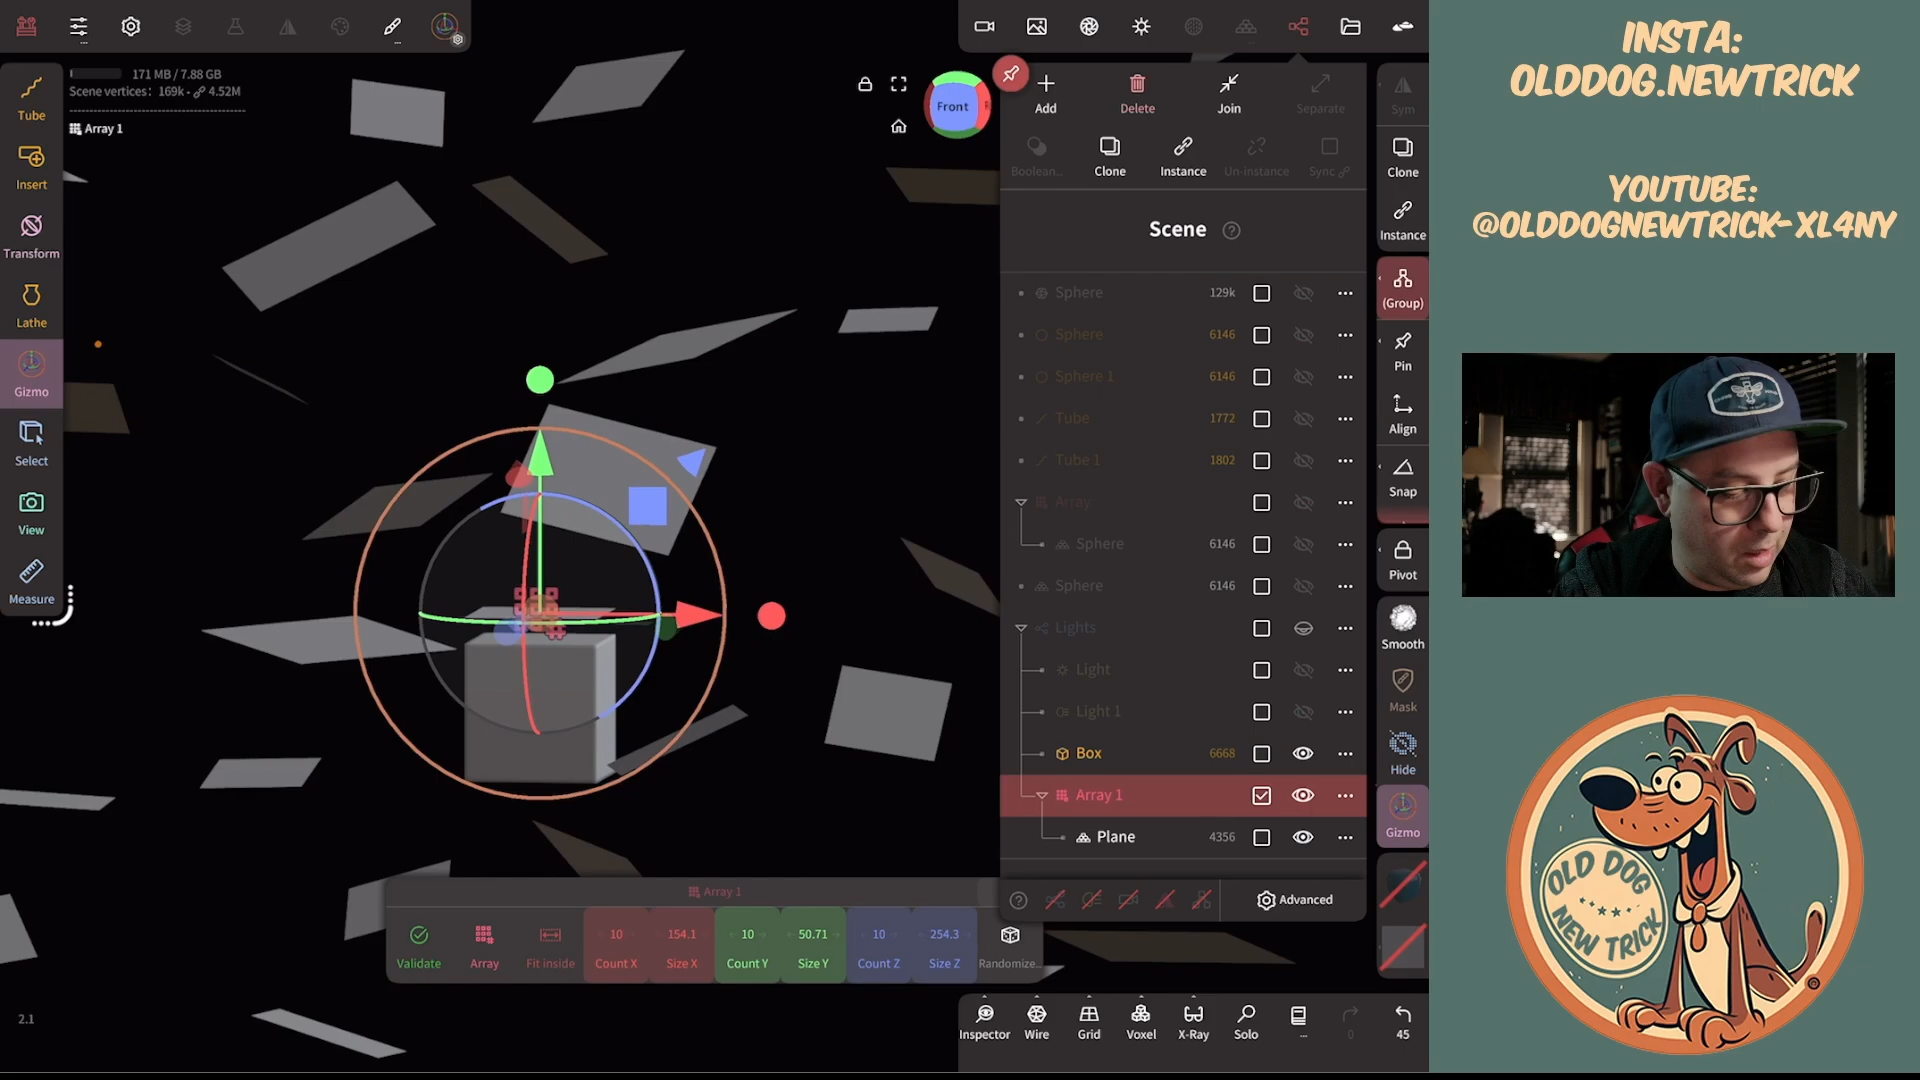 171 MB / 7.88 GB
Scene vertices: 169k • 4.52M
Array 1
Tube
Insert
Transform
Lathe
Gizmo
Select
View
Measure
2.1
Front
Add
Delete
Join
Separate
Boolean..
Clone
Instance
Un-instance
Sync
Scene
Sphere 129k
Sphere 6146
Sphere 1 6146
Tube 1772
Tube 1 1802
Array
Sphere 6146
Sphere 6146
Lights
Light
Light 1
Box 6668
Array 1
Plane 4356
Advanced
Array 1
10 154.1 10 50.71 10 254.3
Validate Array Fit inside Count X Size X Count Y Size Y Count Z Size Z Randomize..
Inspector Wire Grid Voxel X-Ray Solo ... 0 45
Sym
Clone
Instance
(Group)
Pin
Align
Snap
Pivot
Smooth
Mask
Hide
Gizmo
INSTA:
OLDDOG.NEWTRICK
YOUTUBE:
@OLDDOGNEWTRICK-XL4NY
OLD DOG
NEW TRICK